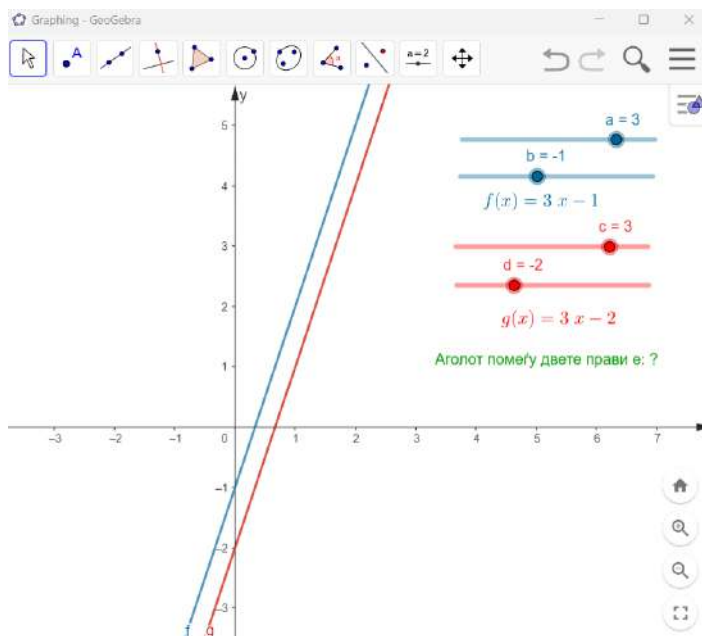 Graphing - GeoGebra
A
a=2
y
a = 3
b = -1
f(x) = 3 x − 1
c = 3
d = -2
g(x) = 3 x − 2
Аголот помеѓу двете прави е: ?
5
4
3
2
1
-3 -2 -1 0 1 2 3 4 5 6 7
-1
-2
-3
f g